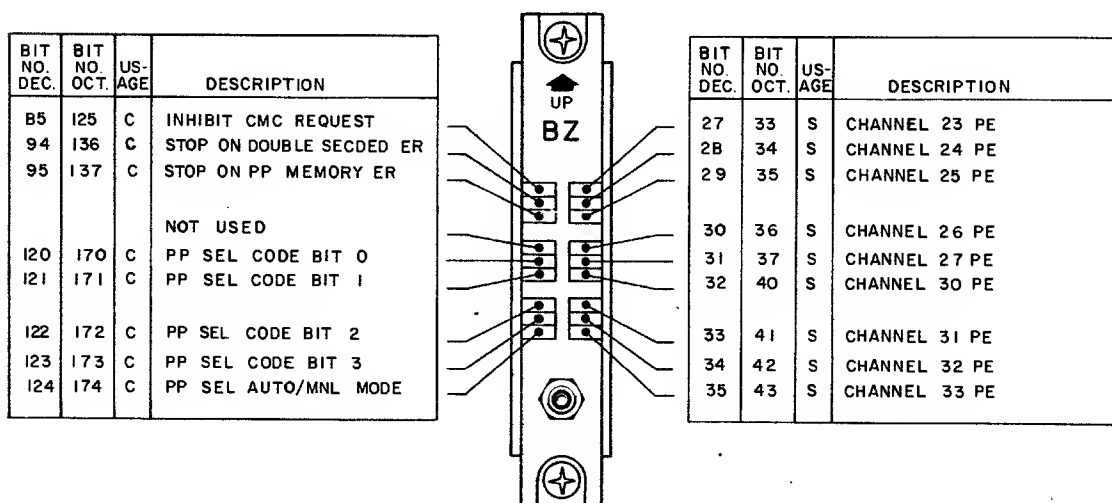 BIT NO. DEC. BIT NO. OCT. US-AGE DESCRIPTION
B5 125 C INHIBIT CMC REQUEST
94 136 C STOP ON DOUBLE SECDED ER
95 137 C STOP ON PP MEMORY ER
NOT USED
120 170 C PP SEL CODE BIT 0
121 171 C PP SEL CODE BIT 1
122 172 C PP SEL CODE BIT 2
123 173 C PP SEL CODE BIT 3
124 174 C PP SEL AUTO/MNL MODE
UP
BZ
BIT NO. DEC. BIT NO. OCT. US-AGE DESCRIPTION
27 33 S CHANNEL 23 PE
2B 34 S CHANNEL 24 PE
29 35 S CHANNEL 25 PE
30 36 S CHANNEL 26 PE
31 37 S CHANNEL 27 PE
32 40 S CHANNEL 30 PE
33 41 S CHANNEL 31 PE
34 42 S CHANNEL 32 PE
35 43 S CHANNEL 33 PE